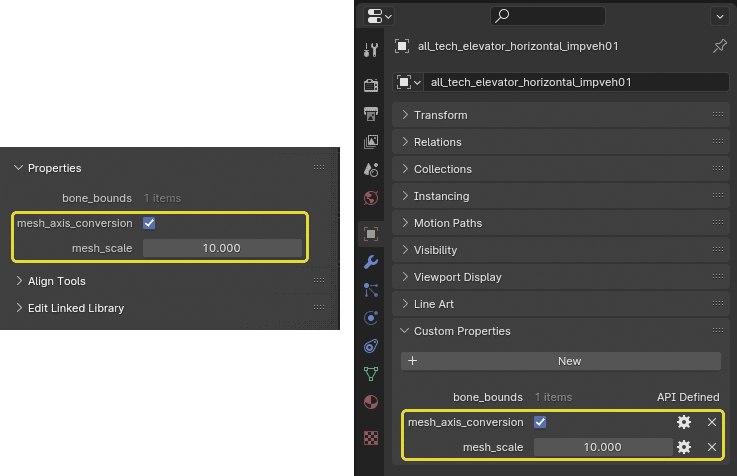 Properties
bone_bounds 1 items
mesh_axis_conversion
mesh_scale 10.000
Align Tools
Edit Linked Library
all_tech_elevator_horizontal_impveh01
all_tech_elevator_horizontal_impveh01
Transform
Relations
Collections
Instancing
Motion Paths
Visibility
Viewport Display
Line Art
Custom Properties
New
bone_bounds 1 items API Defined
mesh_axis_conversion
mesh_scale 10.000